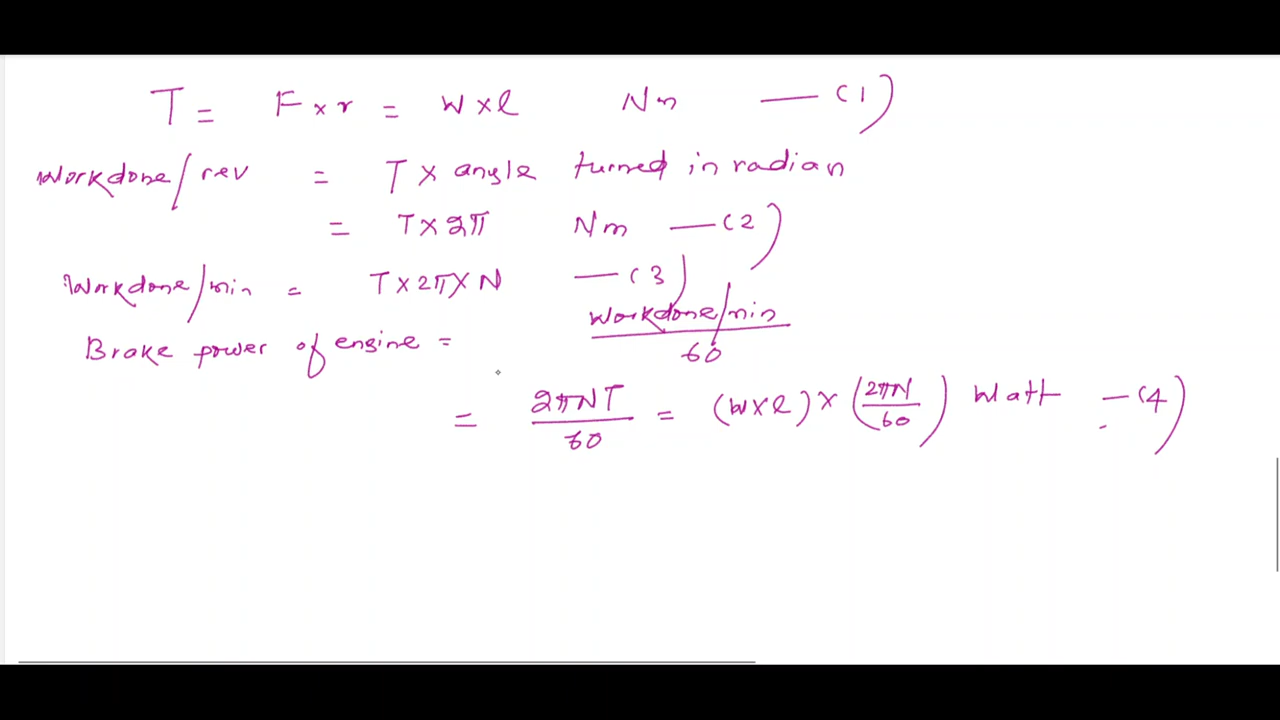 T = F × r = W × l Nm — (1)
Workdone/rev = T × angle turned in radian
= T × 2π Nm — (2)
Workdone/min = T × 2π × N — (3)
Brake power of engine = Workdone/min / 60
= 2πNT / 60 = (W × l) × (2πN / 60) Watt — (4)